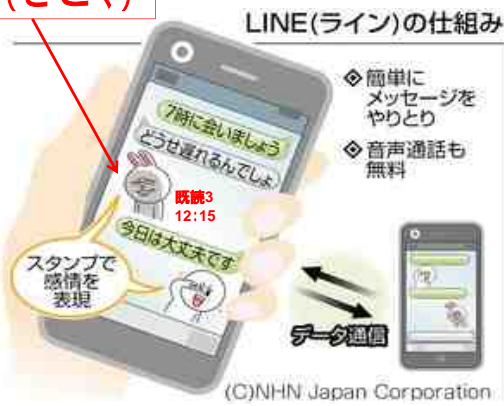 (きどく)
LINE(ライン)の仕組み
7時に会いましょう
どうせ遅れるんでしょ
既読3
12:15
今日は大丈夫です
スタンプで
感情を
表現
◈簡単に
メッセージを
やりとり
◈音声通話も
無料
データ通信
(C)NHN Japan Corporation